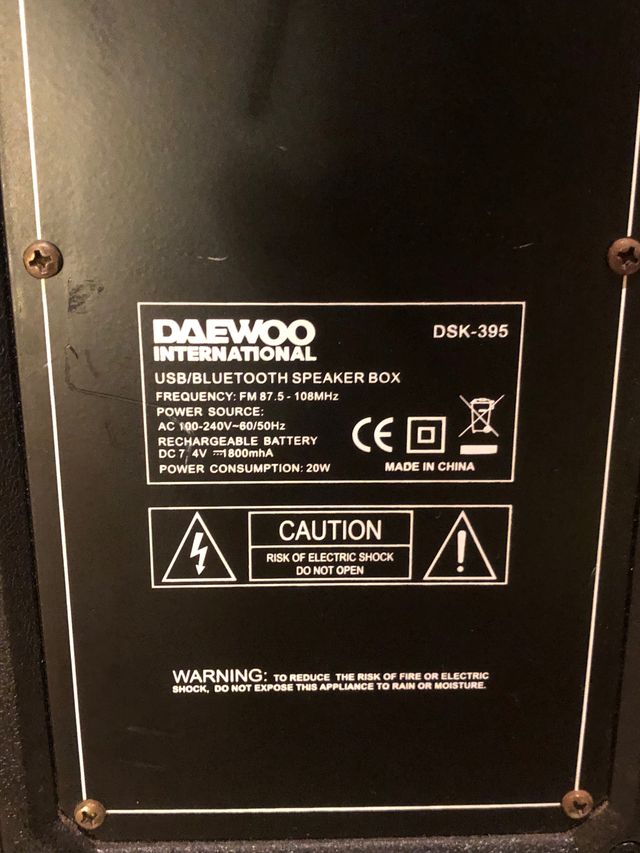 DAEWOO
INTERNATIONAL
DSK-395
USB/BLUETOOTH SPEAKER BOX
FREQUENCY: FM 87.5 - 108MHz
POWER SOURCE:
AC 100-240V~60/50Hz
RECHARGEABLE BATTERY
DC 7.4V ⎓1800mhA
POWER CONSUMPTION: 20W
CE
MADE IN CHINA
CAUTION
RISK OF ELECTRIC SHOCK
DO NOT OPEN
!
WARNING: TO REDUCE THE RISK OF FIRE OR ELECTRIC
SHOCK, DO NOT EXPOSE THIS APPLIANCE TO RAIN OR MOISTURE.